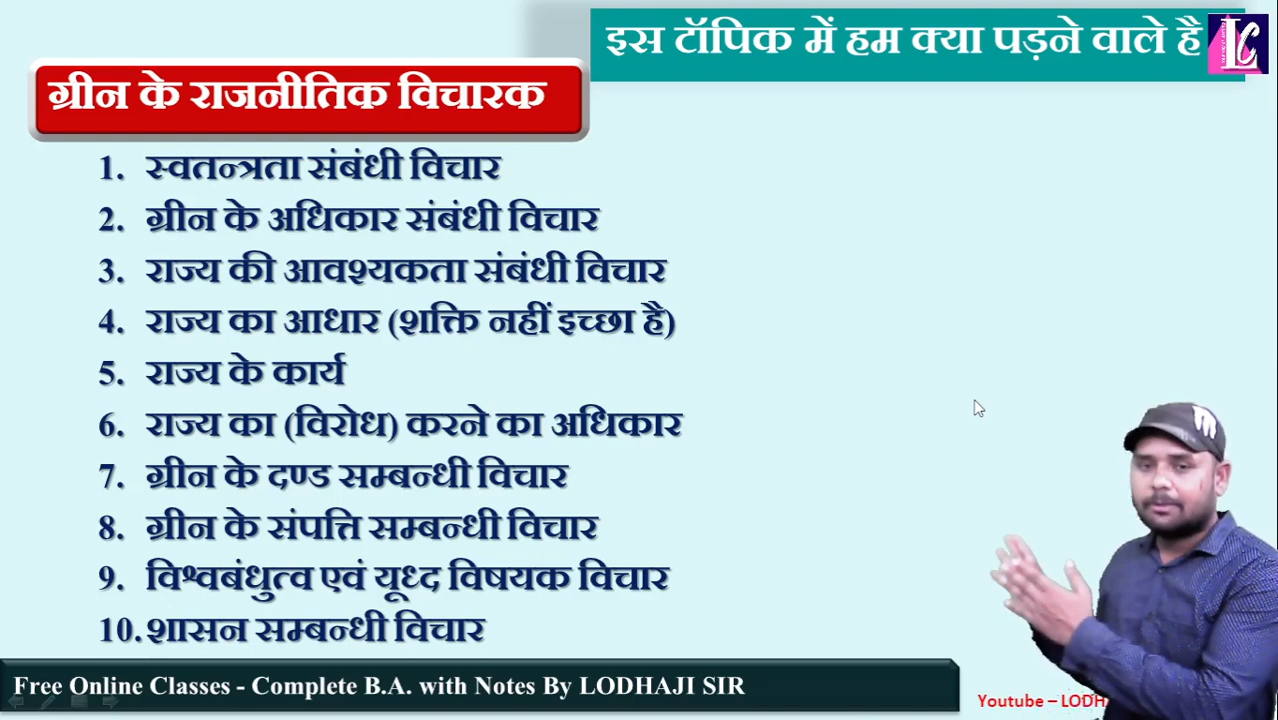 इस टॉपिक में हम क्या पड़ने वाले है
LC
ग्रीन के राजनीतिक विचारक
1. स्वतन्त्रता संबंधी विचार
2. ग्रीन के अधिकार संबंधी विचार
3. राज्य की आवश्यकता संबंधी विचार
4. राज्य का आधार (शक्ति नहीं इच्छा है)
5. राज्य के कार्य
6. राज्य का (विरोध) करने का अधिकार
7. ग्रीन के दण्ड सम्बन्धी विचार
8. ग्रीन के संपत्ति सम्बन्धी विचार
9. विश्वबंधुत्व एवं यूध्द विषयक विचार
10. शासन सम्बन्धी विचार
Free Online Classes - Complete B.A. with Notes By LODHAJI SIR
Youtube – LODH